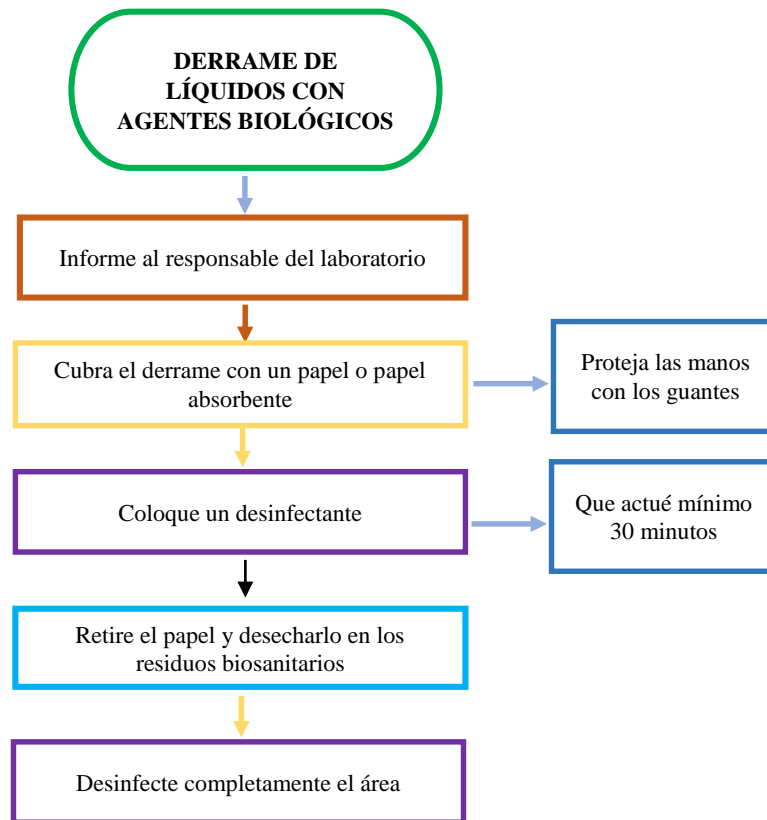 DERRAME DE
LÍQUIDOS CON
AGENTES BIOLÓGICOS
Informe al responsable del laboratorio
Cubra el derrame con un papel o papel
absorbente
Proteja las manos
con los guantes
Coloque un desinfectante
Que actué mínimo
30 minutos
Retire el papel y desecharlo en los
residuos biosanitarios
Desinfecte completamente el área